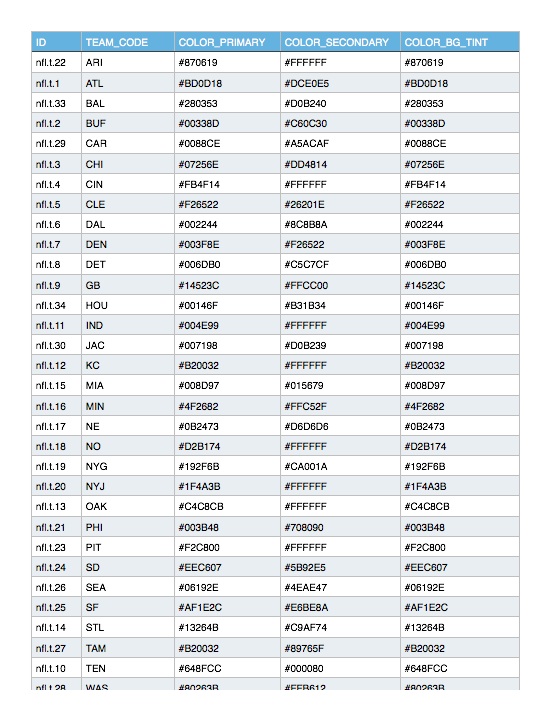 ID TEAM_CODE COLOR_PRIMARY COLOR_SECONDARY COLOR_BG_TINT
nfl.t.22 ARI #870619 #FFFFFF #870619
nfl.t.1 ATL #BD0D18 #DCE0E5 #BD0D18
nfl.t.33 BAL #280353 #D0B240 #280353
nfl.t.2 BUF #00338D #C60C30 #00338D
nfl.t.29 CAR #0088CE #A5ACAF #0088CE
nfl.t.3 CHI #07256E #DD4814 #07256E
nfl.t.4 CIN #FB4F14 #FFFFFF #FB4F14
nfl.t.5 CLE #F26522 #26201E #F26522
nfl.t.6 DAL #002244 #8C8B8A #002244
nfl.t.7 DEN #003F8E #F26522 #003F8E
nfl.t.8 DET #006DB0 #C5C7CF #006DB0
nfl.t.9 GB #14523C #FFCC00 #14523C
nfl.t.34 HOU #00146F #B31B34 #00146F
nfl.t.11 IND #004E99 #FFFFFF #004E99
nfl.t.30 JAC #007198 #D0B239 #007198
nfl.t.12 KC #B20032 #FFFFFF #B20032
nfl.t.15 MIA #008D97 #015679 #008D97
nfl.t.16 MIN #4F2682 #FFC52F #4F2682
nfl.t.17 NE #0B2473 #D6D6D6 #0B2473
nfl.t.18 NO #D2B174 #FFFFFF #D2B174
nfl.t.19 NYG #192F6B #CA001A #192F6B
nfl.t.20 NYJ #1F4A3B #FFFFFF #1F4A3B
nfl.t.13 OAK #C4C8CB #FFFFFF #C4C8CB
nfl.t.21 PHI #003B48 #708090 #003B48
nfl.t.23 PIT #F2C800 #FFFFFF #F2C800
nfl.t.24 SD #EEC607 #5B92E5 #EEC607
nfl.t.26 SEA #06192E #4EAE47 #06192E
nfl.t.25 SF #AF1E2C #E6BE8A #AF1E2C
nfl.t.14 STL #13264B #C9AF74 #13264B
nfl.t.27 TAM #B20032 #89765F #B20032
nfl.t.10 TEN #648FCC #000080 #648FCC
nfl.t.28 WAS #80263B #FFB612 #80263B